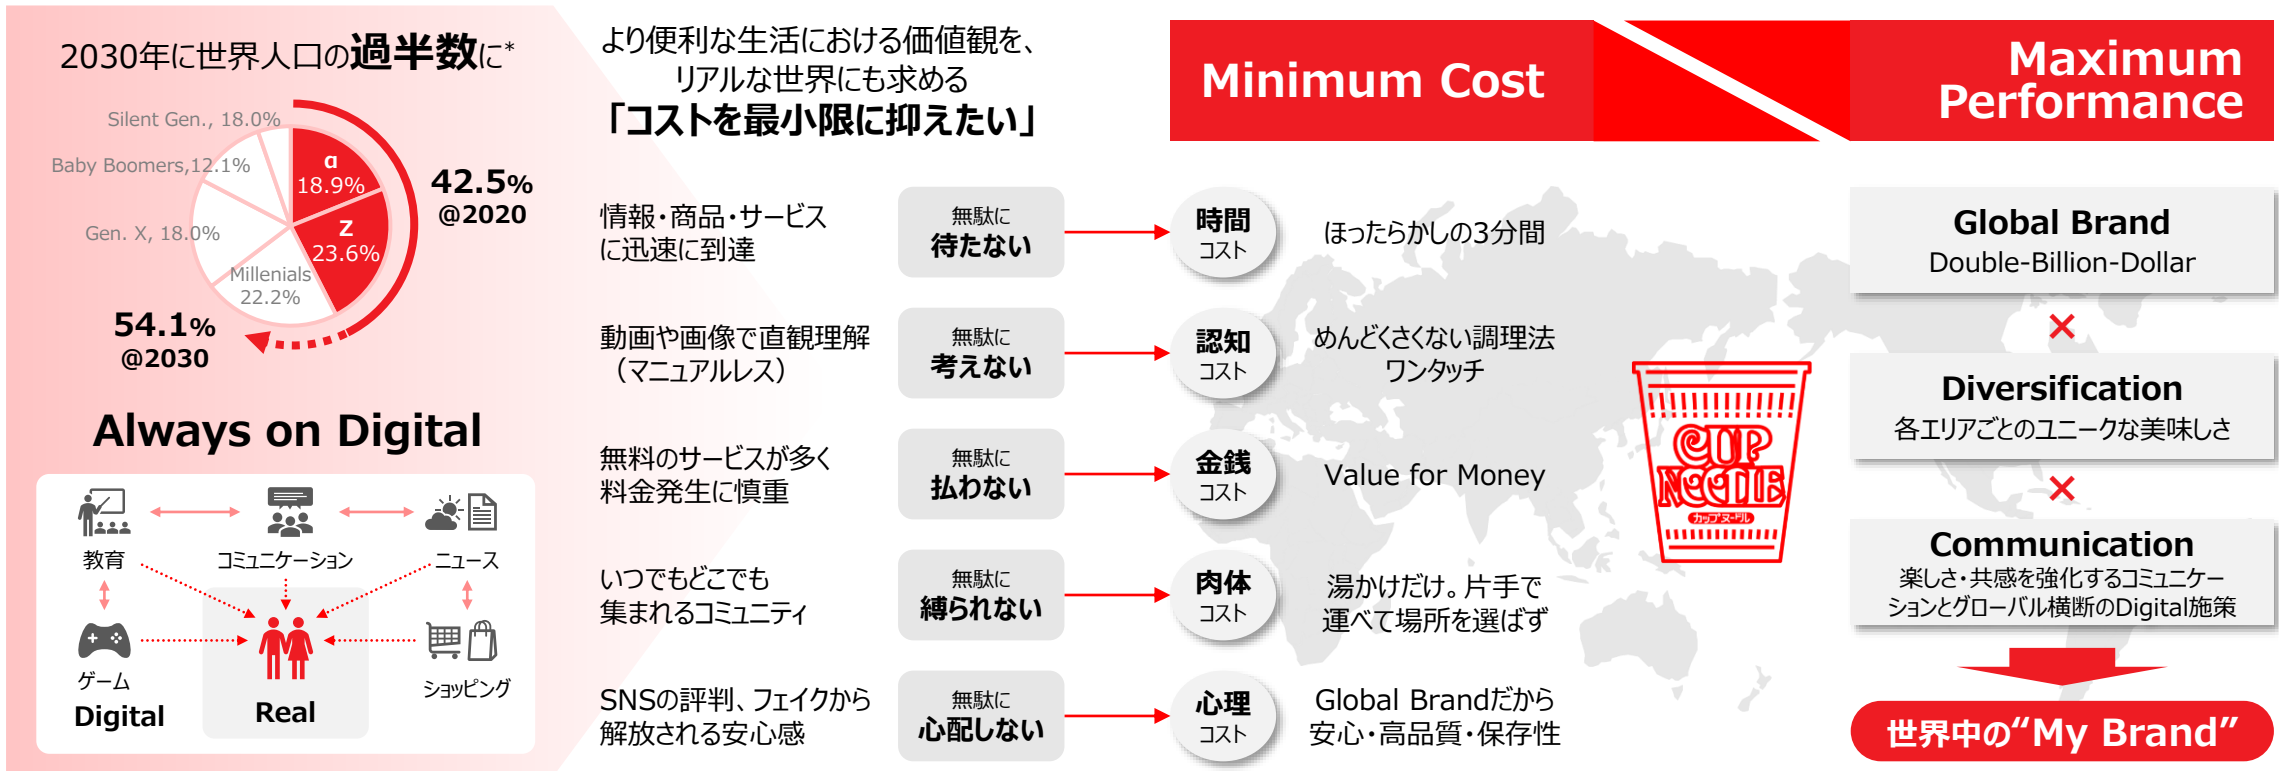 2030年に世界人口の過半数に*
Silent Gen., 18.0%
Baby Boomers,12.1%
Gen. X, 18.0%
Millenials
22.2%
α
18.9%
Z
23.6%
42.5%
@2020
54.1%
@2030
Always on Digital
教育
コミュニケーション
ニュース
ゲーム
ショッピング
Digital
Real
より便利な生活における価値観を、
リアルな世界にも求める
「コストを最小限に抑えたい」
Minimum Cost
Maximum
Performance
情報・商品・サービス
に迅速に到達
無駄に
待たない
時間
コスト
ほったらかしの3分間
動画や画像で直観理解
（マニュアルレス）
無駄に
考えない
認知
コスト
めんどくさくない調理法
ワンタッチ
無料のサービスが多く
料金発生に慎重
無駄に
払わない
金銭
コスト
Value for Money
いつでもどこでも
集まれるコミュニティ
無駄に
縛られない
肉体
コスト
湯かけだけ。片手で
運べて場所を選ばず
SNSの評判、フェイクから
解放される安心感
無駄に
心配しない
心理
コスト
Global Brandだから
安心・高品質・保存性
CUP
NOODLE
カップヌードル
Global Brand
Double-Billion-Dollar
×
Diversification
各エリアごとのユニークな美味しさ
×
Communication
楽しさ・共感を強化するコミュニケー
ションとグローバル横断のDigital施策
世界中の“My Brand”